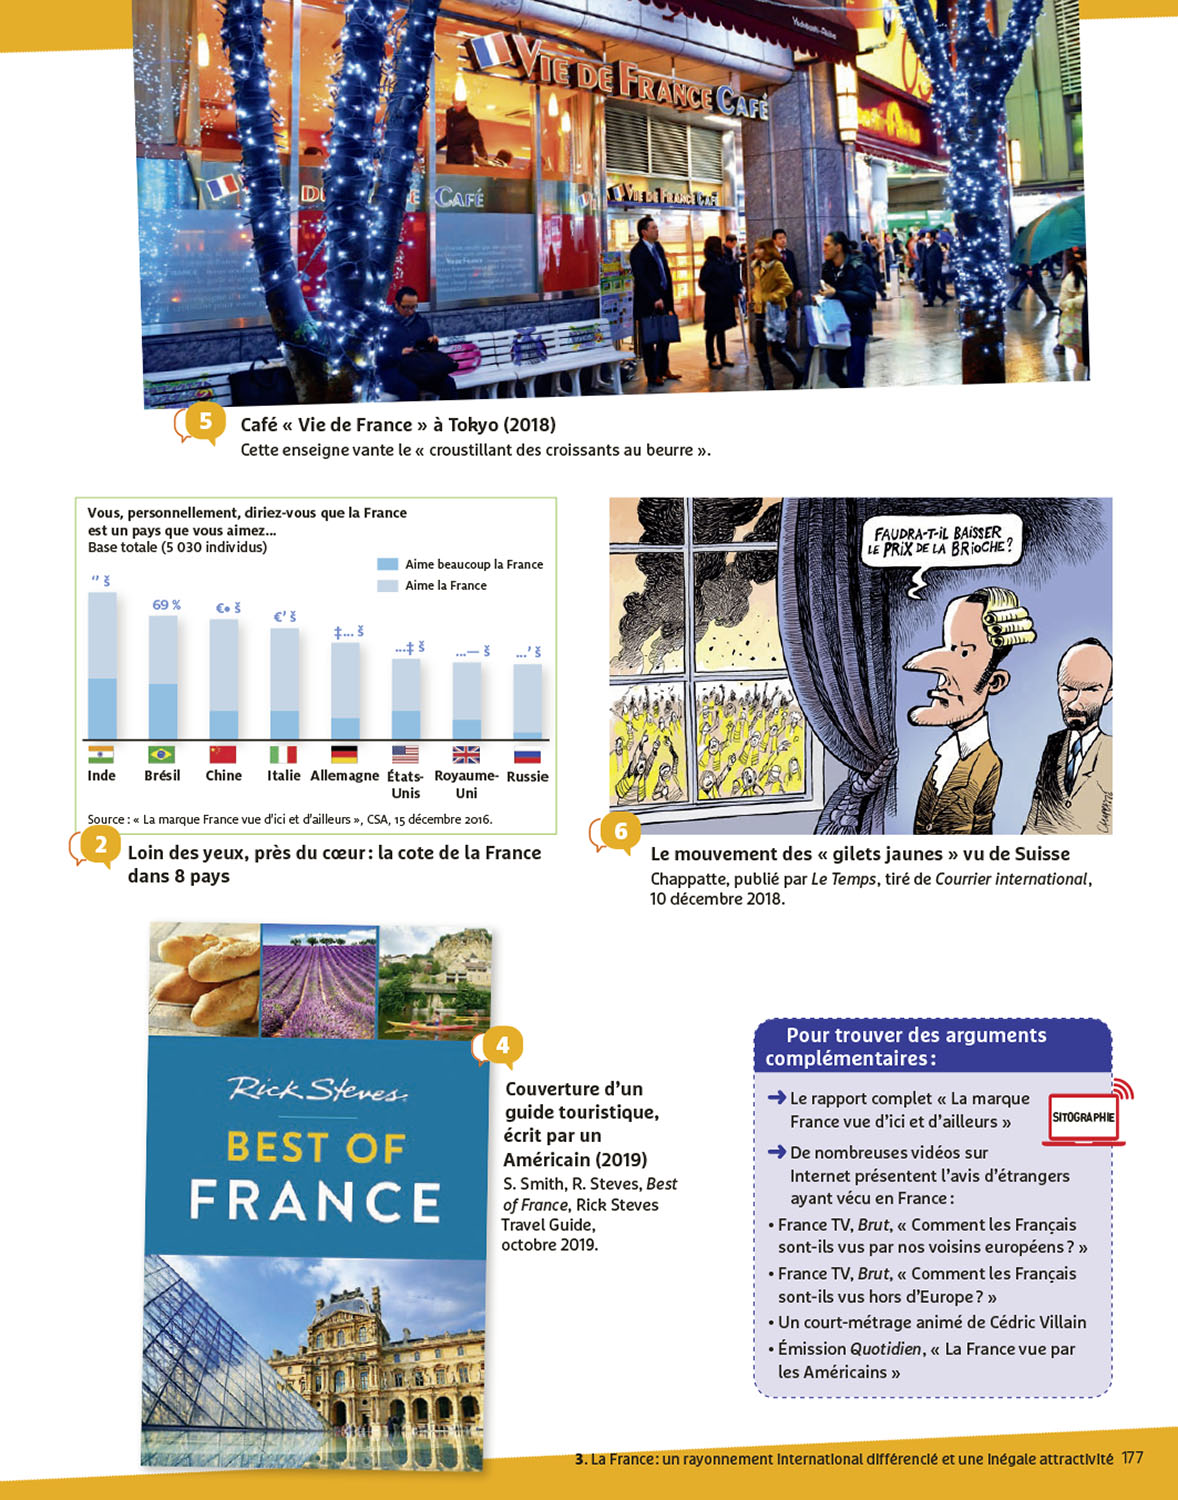 VIE DE FRANCE CAFÉ
VIE DE FRANCE CAFÉ
CAFÉ
5
Café « Vie de France » à Tokyo (2018)
Cette enseigne vante le « croustillant des croissants au beurre ».
Vous, personnellement, diriez-vous que la France
est un pays que vous aimez...
Base totale (5 030 individus)
Aime beaucoup la France
Aime la France
69 %
Inde
Brésil
Chine
Italie
Allemagne
États-
Unis
Royaume-
Uni
Russie
Source : « La marque France vue d'ici et d'ailleurs », CSA, 15 décembre 2016.
2
Loin des yeux, près du cœur : la cote de la France
dans 8 pays
FAUDRA-T-IL BAISSER
LE PRIX DE LA BRIOCHE ?
CHAPPATTE
6
Le mouvement des « gilets jaunes » vu de Suisse
Chappatte, publié par Le Temps, tiré de Courrier international,
10 décembre 2018.
Rick Steves
BEST OF
FRANCE
4
Couverture d'un
guide touristique,
écrit par un
Américain (2019)
S. Smith, R. Steves, Best
of France, Rick Steves
Travel Guide,
octobre 2019.
Pour trouver des arguments
complémentaires :
➜ Le rapport complet « La marque
France vue d'ici et d'ailleurs »
SITOGRAPHIE
➜ De nombreuses vidéos sur
Internet présentent l'avis d'étrangers
ayant vécu en France :
• France TV, Brut, « Comment les Français
sont-ils vus par nos voisins européens ? »
• France TV, Brut, « Comment les Français
sont-ils vus hors d'Europe ? »
• Un court-métrage animé de Cédric Villain
• Émission Quotidien, « La France vue par
les Américains »
3. La France : un rayonnement international différencié et une inégale attractivité 177